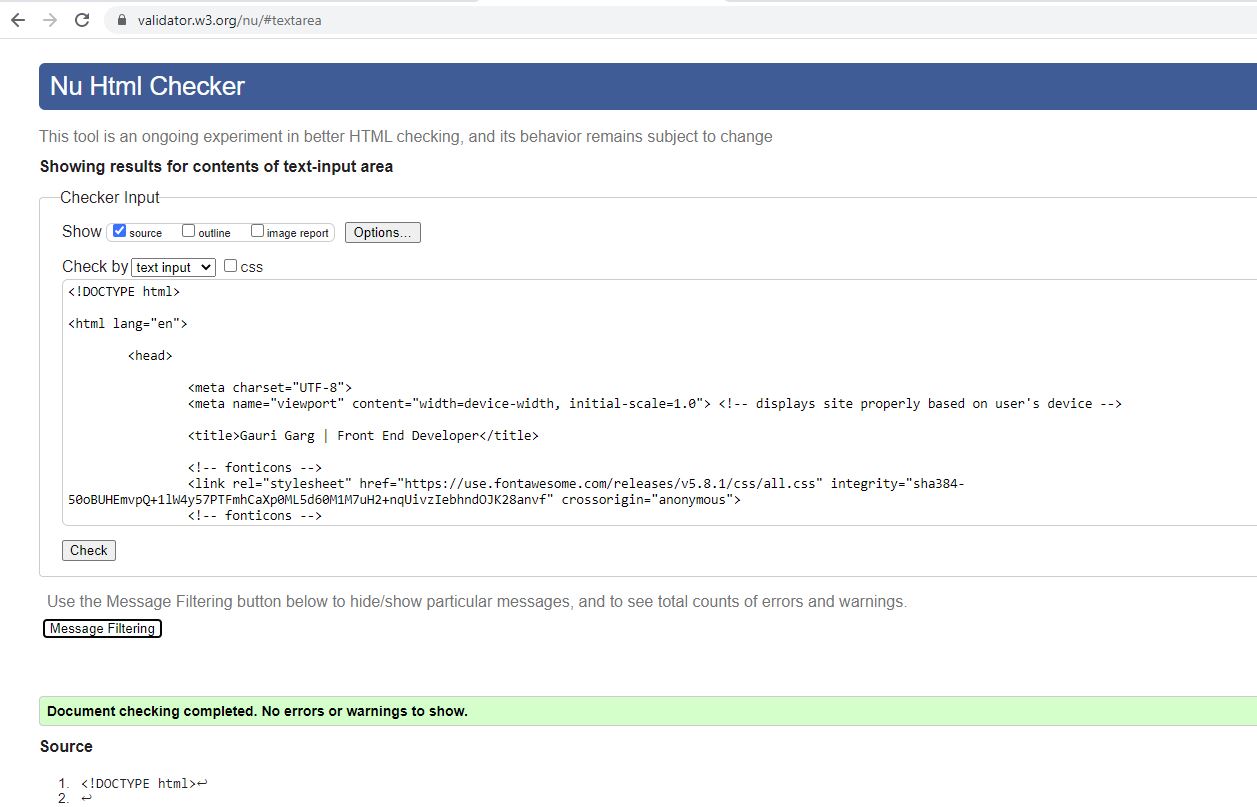 validator.w3.org/nu/#textarea
Nu Html Checker
This tool is an ongoing experiment in better HTML checking, and its behavior remains subject to change
Showing results for contents of text-input area
Checker Input
Show source outline image report Options...
Check by text input css
<!DOCTYPE html>
<html lang="en">
<head>
<meta charset="UTF-8">
<meta name="viewport" content="width=device-width, initial-scale=1.0"> <!-- displays site properly based on user's device -->
<title>Gauri Garg | Front End Developer</title>
<!-- fonticons -->
<link rel="stylesheet" href="https://use.fontawesome.com/releases/v5.8.1/css/all.css" integrity="sha384-
50oBUHEmvpQ+1lW4y57PTFmhCaXp0ML5d60M1M7uH2+nqUivzIebhndOJK28anvf" crossorigin="anonymous">
<!-- fonticons -->
Check
Use the Message Filtering button below to hide/show particular messages, and to see total counts of errors and warnings.
Message Filtering
Document checking completed. No errors or warnings to show.
Source
1. <!DOCTYPE html>↩
2. ↩